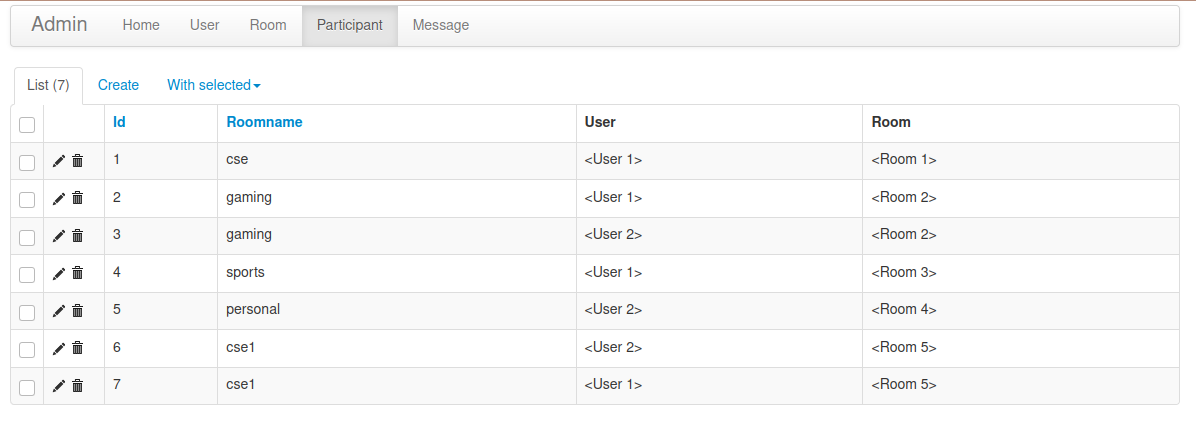 Admin Home User Room Participant Message
List (7) Create With selected
Id Roomname User Room
1 cse <User 1> <Room 1>
2 gaming <User 1> <Room 2>
3 gaming <User 2> <Room 2>
4 sports <User 1> <Room 3>
5 personal <User 2> <Room 4>
6 cse1 <User 2> <Room 5>
7 cse1 <User 1> <Room 5>